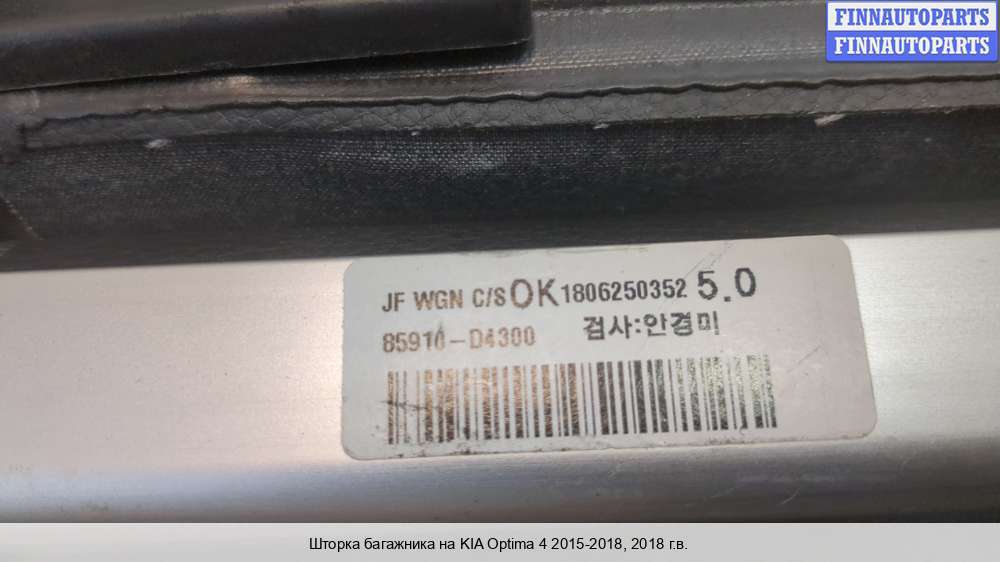 FINNAUTOPARTS
FINNAUTOPARTS
JF WGN C/S OK 1806250352 5.0
85910-D4300 검사:안경미
Шторка багажника на KIA Optima 4 2015-2018, 2018 г.в.